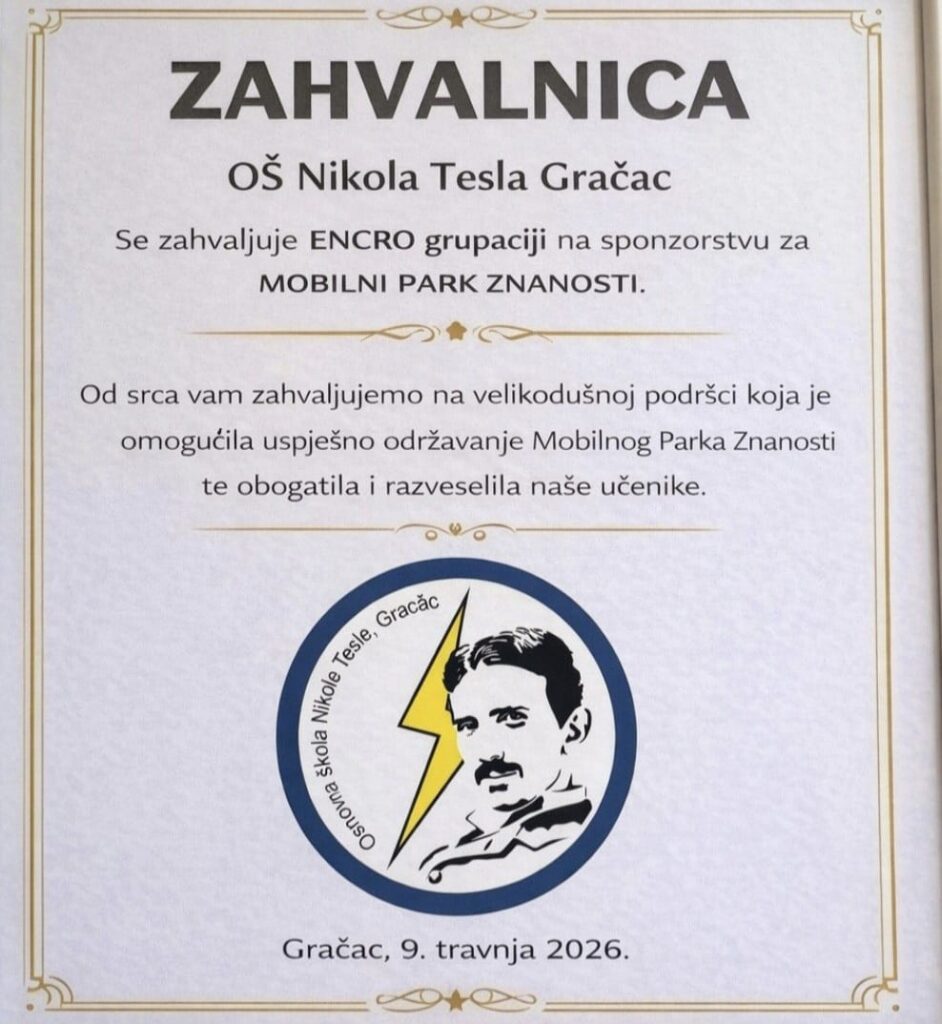 ZAHVALNICA
OŠ Nikola Tesla Gračac
Se zahvaljuje ENCRO grupaciji na sponzorstvu za
MOBILNI PARK ZNANOSTI.
Od srca vam zahvaljujemo na velikodušnoj podršci koja je
omogućila uspješno održavanje Mobilnog Parka Znanosti
te obogatila i razveselila naše učenike.
Osnovna škola Nikole Tesle, Gracăc
Gračac, 9. travnja 2026.